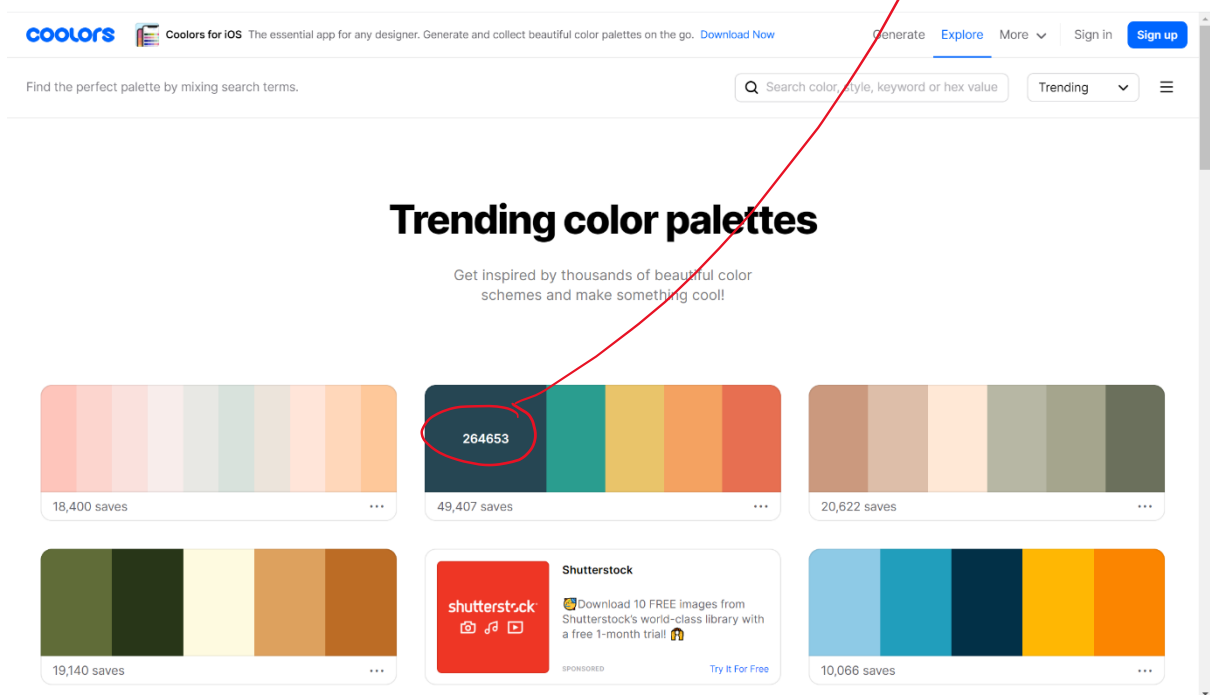 coolors
Coolors for iOS The essential app for any designer. Generate and collect beautiful color palettes on the go. Download Now
Generate Explore More Sign in Sign up
Find the perfect palette by mixing search terms.
Search color, style, keyword or hex value
Trending
Trending color palettes
Get inspired by thousands of beautiful color
schemes and make something cool!
264653
18,400 saves
49,407 saves
20,622 saves
shutterstock
Shutterstock
Download 10 FREE images from
Shutterstock's world-class library with
a free 1-month trial!
SPONSORED
Try It For Free
19,140 saves
10,066 saves